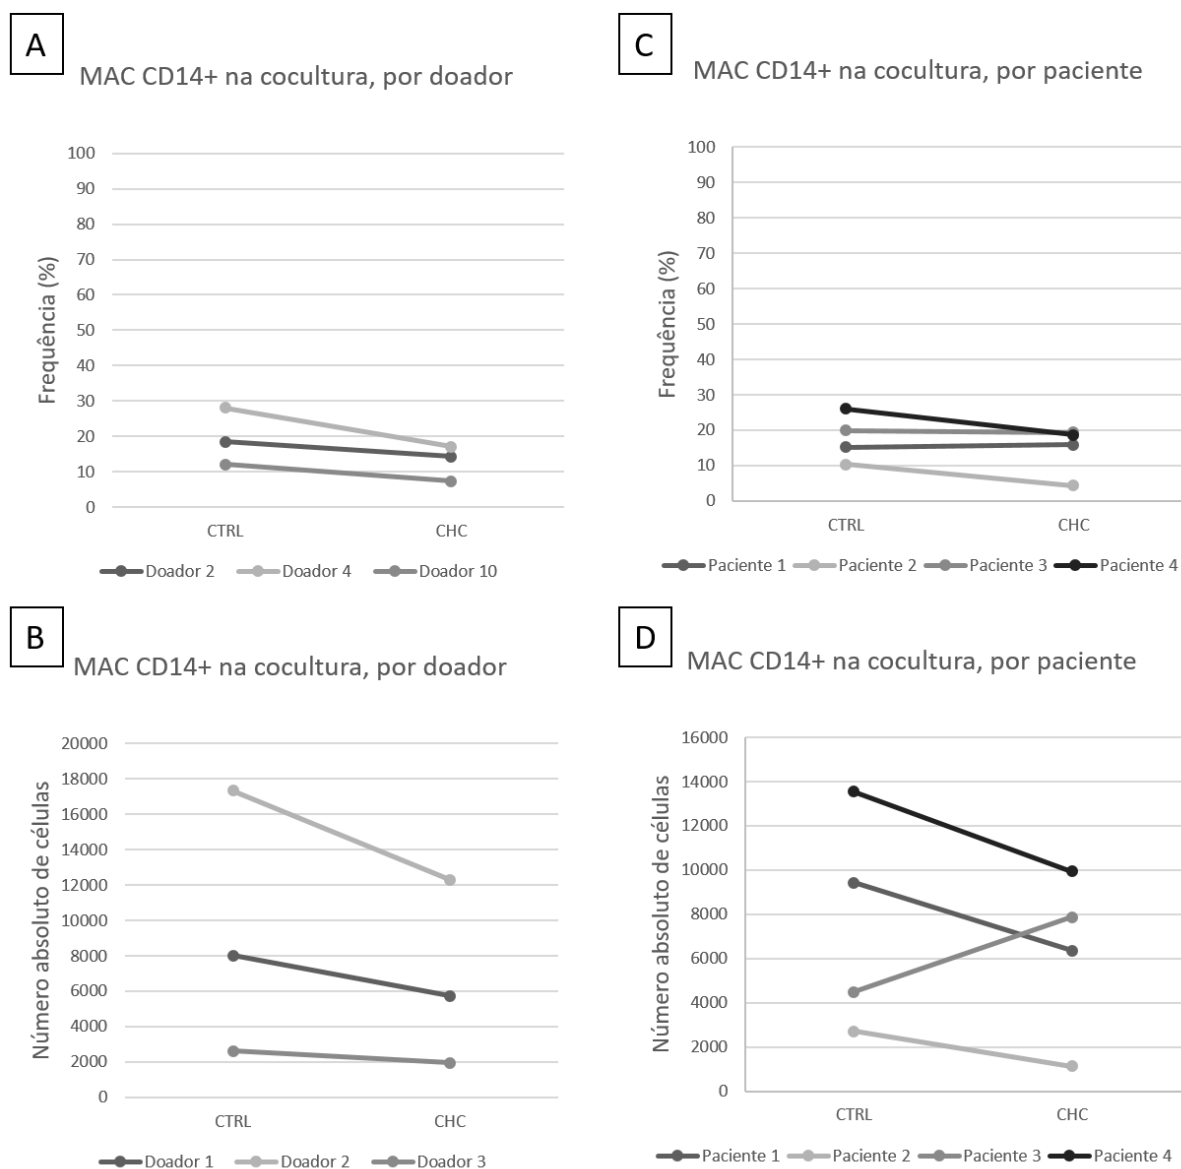 A
MAC CD14+ na cocultura, por doador
Frequência (%)
100
90
80
70
60
50
40
30
20
10
0
CTRL CHC
Doador 2 Doador 4 Doador 10
C
MAC CD14+ na cocultura, por paciente
Frequência (%)
100
90
80
70
60
50
40
30
20
10
0
CTRL CHC
Paciente 1 Paciente 2 Paciente 3 Paciente 4
B
MAC CD14+ na cocultura, por doador
Número absoluto de células
20000
18000
16000
14000
12000
10000
8000
6000
4000
2000
0
CTRL CHC
Doador 1 Doador 2 Doador 3
D
MAC CD14+ na cocultura, por paciente
Número absoluto de células
16000
14000
12000
10000
8000
6000
4000
2000
0
CTRL CHC
Paciente 1 Paciente 2 Paciente 3 Paciente 4